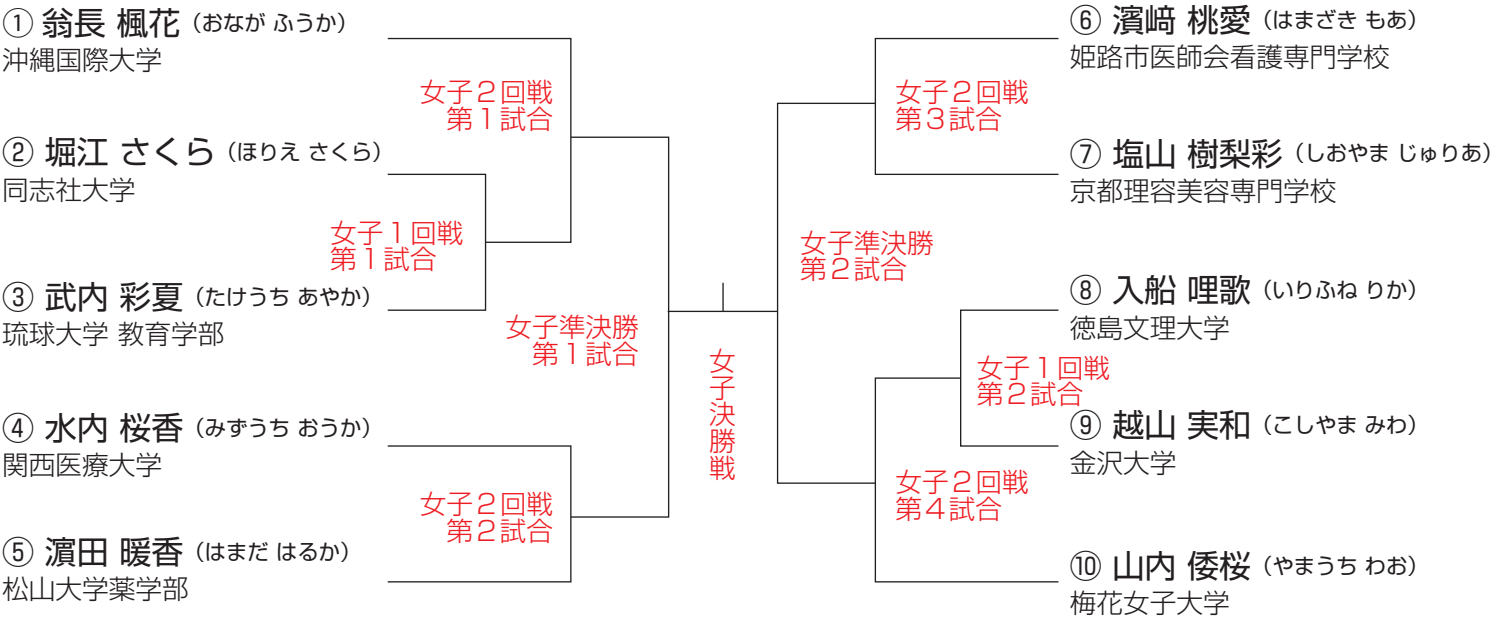 ① 翁長 楓花（おなが ふうか）
沖縄国際大学
② 堀江 さくら（ほりえ さくら）
同志社大学
③ 武内 彩夏（たけうち あやか）
琉球大学 教育学部
④ 水内 桜香（みずうち おうか）
関西医療大学
⑤ 濵田 暖香（はまだ はるか）
松山大学薬学部
女子２回戦
第１試合
女子１回戦
第１試合
女子準決勝
第１試合
女子２回戦
第２試合
女子決勝戦
女子２回戦
第３試合
女子準決勝
第２試合
女子１回戦
第２試合
女子２回戦
第４試合
⑥ 濱﨑 桃愛（はまざき もあ）
姫路市医師会看護専門学校
⑦ 塩山 樹梨彩（しおやま じゅりあ）
京都理容美容専門学校
⑧ 入船 哩歌（いりふね りか）
徳島文理大学
⑨ 越山 実和（こしやま みわ）
金沢大学
⑩ 山内 倭桜（やまうち わお）
梅花女子大学